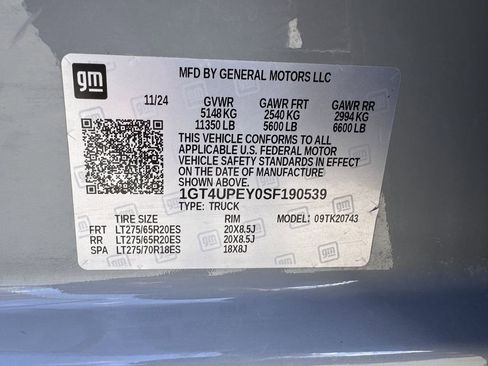 gm
MFD BY GENERAL MOTORS LLC
11/24 GVWR GAWR FRT GAWR RR
5148 KG 2540 KG 2994 KG
11350 LB 5600 LB 6600 LB
THIS VEHICLE CONFORMS TO ALL
APPLICABLE U.S. FEDERAL MOTOR
VEHICLE SAFETY STANDARDS IN EFFECT
ON THE DATE OF MANUFACTURE
SHOWN ABOVE.
1GT4UPEY0SF190539
TYPE: TRUCK
TIRE SIZE RIM MODEL: 09TK20743
FRT LT275/65R20ES 20X8.5J
RR LT275/65R20ES 20X8.5J
SPA LT275/70R18ES 18X8J